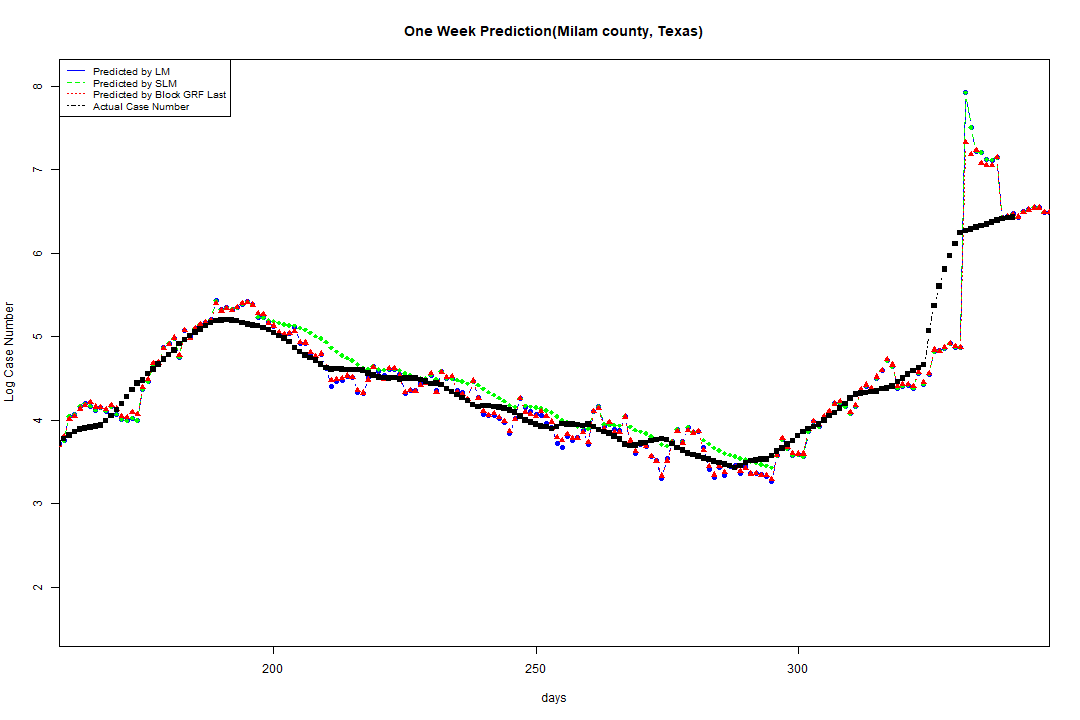 One Week Prediction(Milam county, Texas)
Predicted by LM
Predicted by SLM
Predicted by Block GRF Last
Actual Case Number
8
7
6
5
4
3
2
Log Case Number
200 250 300
days